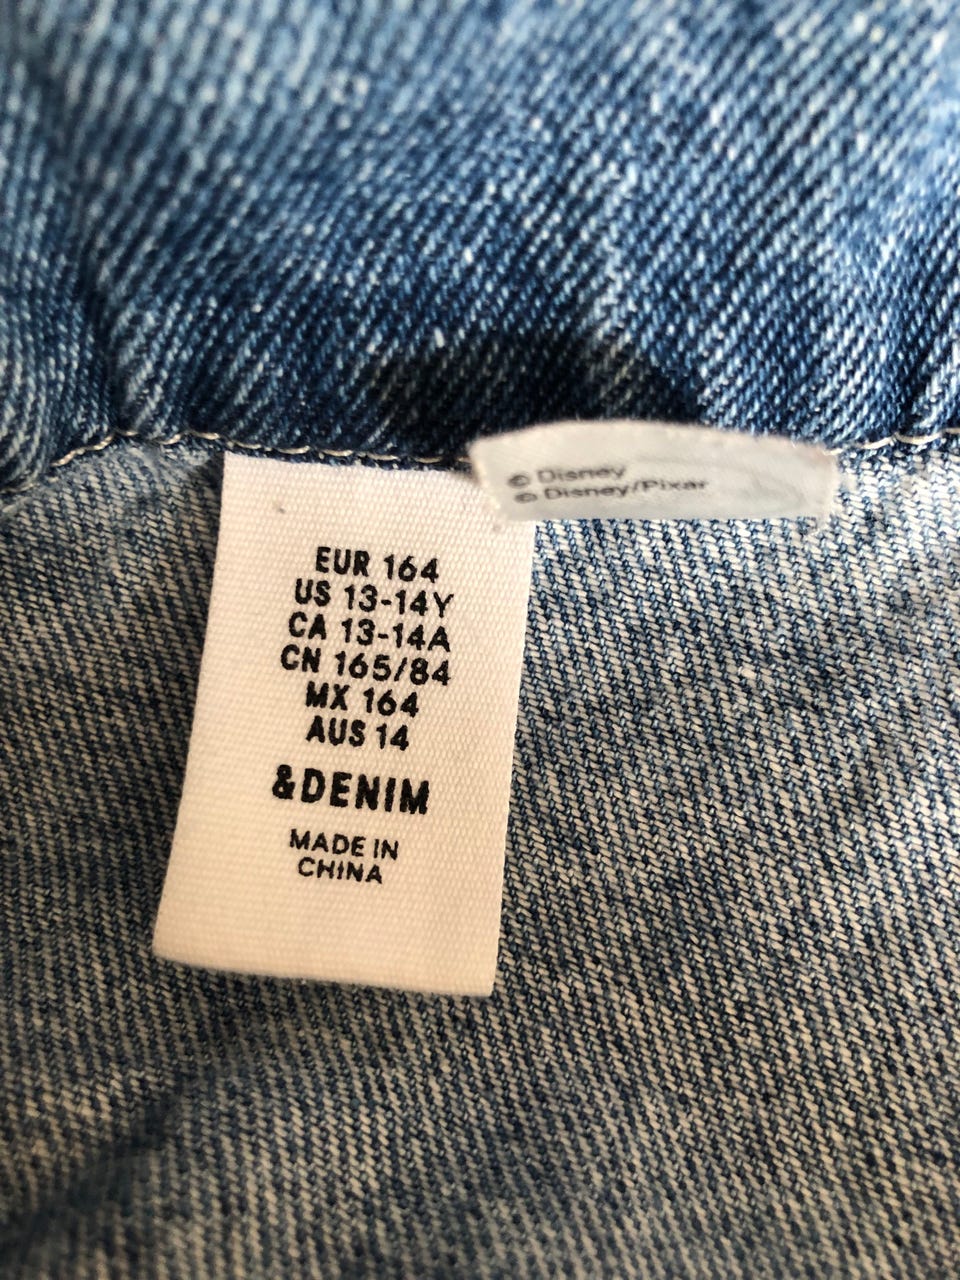 © Disney
© Disney/Pixar
EUR 164
US 13-14Y
CA 13-14A
CN 165/84
MX 164
AUS 14
&DENIM
MADE IN
CHINA